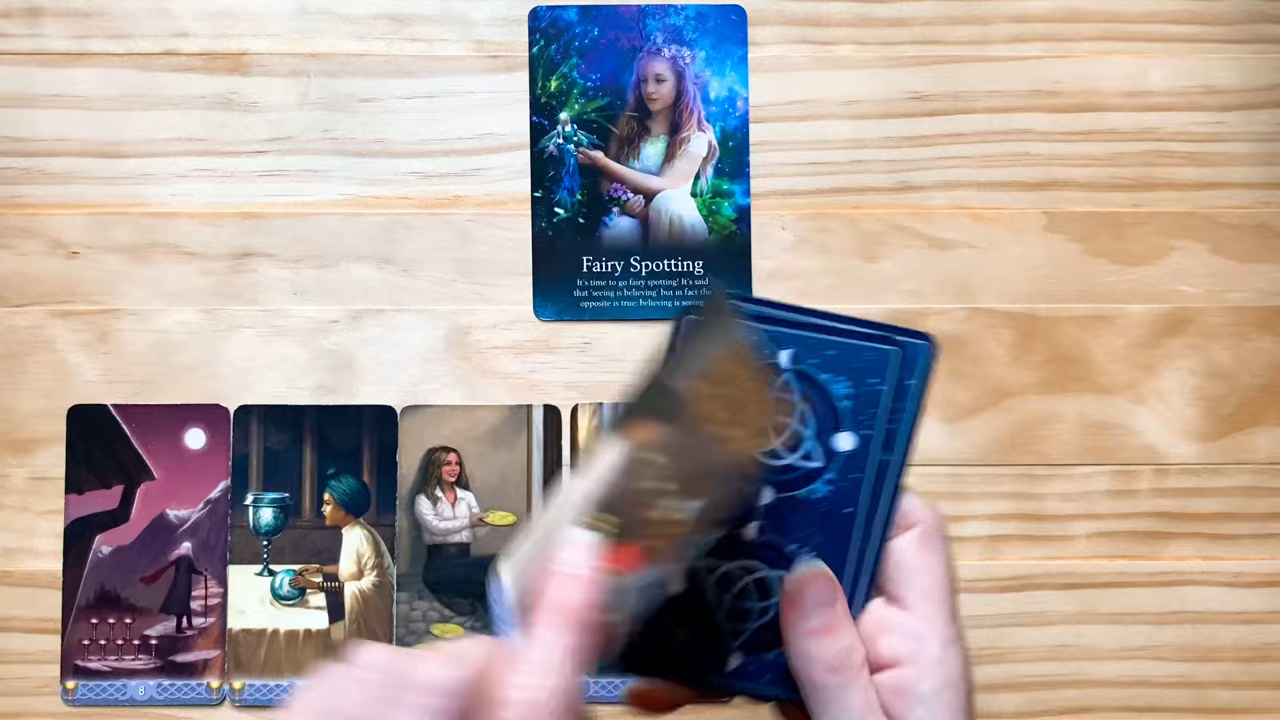 Fairy Spotting
It's time to go fairy spotting! It's said
that 'seeing is believing' but in fact the
opposite is true: believing is seeing
8